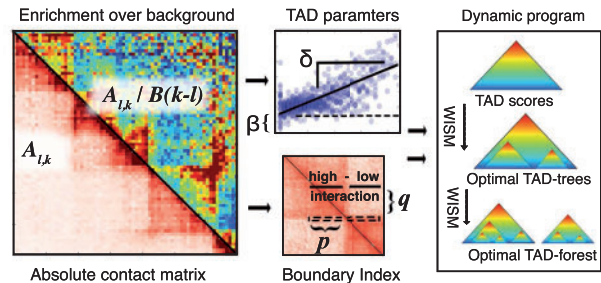 Enrichment over background
A_{l,k} / B(k-l)
A_{l,k}
Absolute contact matrix
TAD paramters
δ
β{
high - low
interaction
} q
p
Boundary Index
Dynamic program
TAD scores
WISM
Optimal TAD-trees
WISM
Optimal TAD-forest